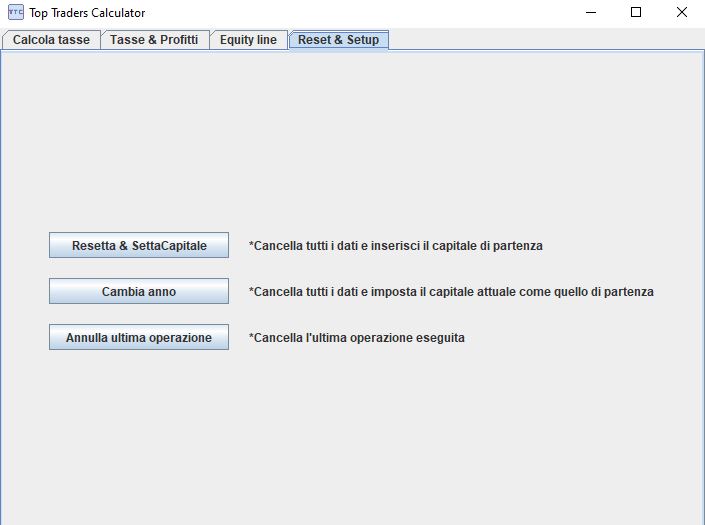 Top Traders Calculator
Calcola tasse Tasse & Profitti Equity line Reset & Setup
Resetta & SettaCapitale *Cancella tutti i dati e inserisci il capitale di partenza
Cambia anno *Cancella tutti i dati e imposta il capitale attuale come quello di partenza
Annulla ultima operazione *Cancella l'ultima operazione eseguita